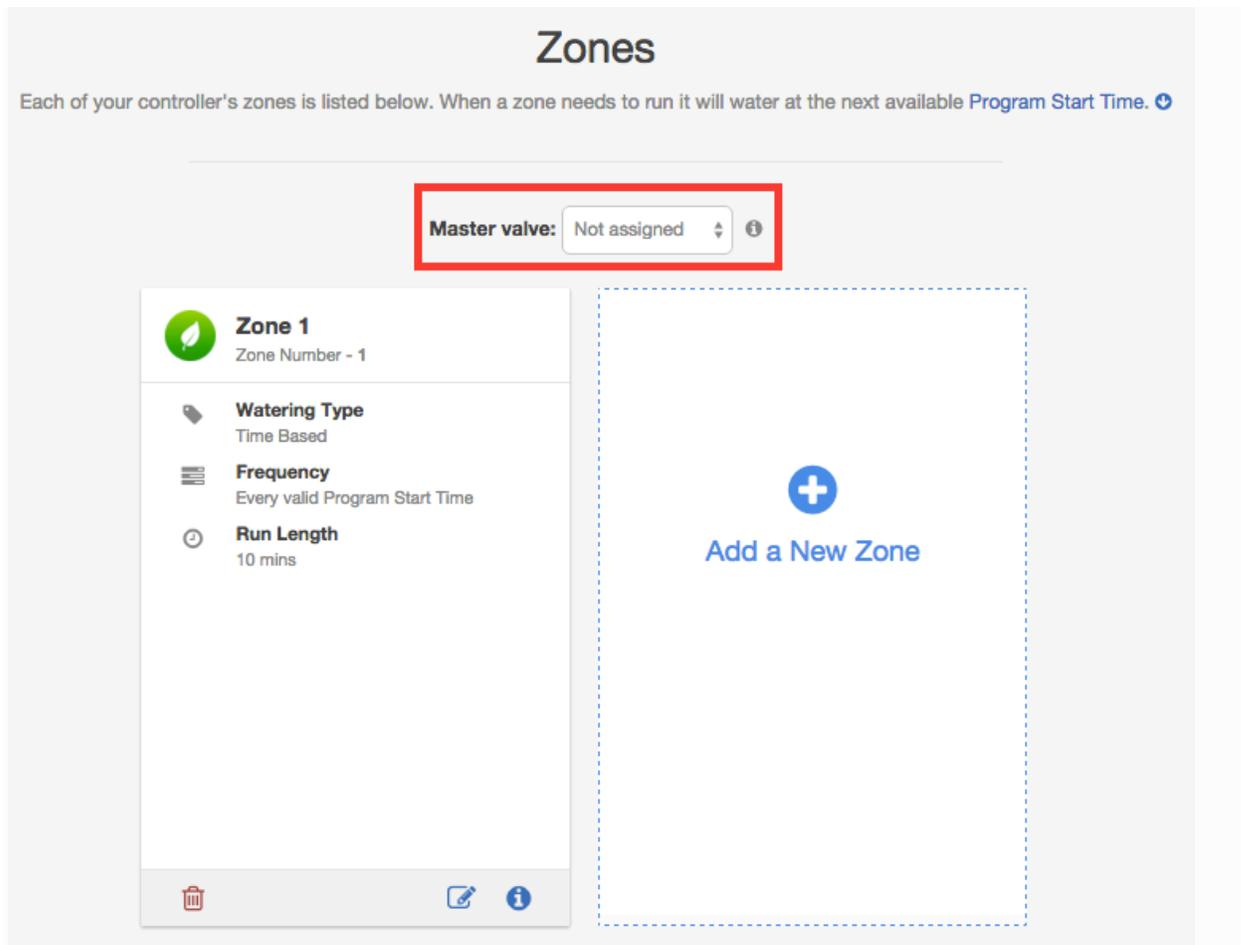 Zones
Each of your controller's zones is listed below. When a zone needs to run it will water at the next available Program Start Time.
Master valve: Not assigned
Zone 1
Zone Number - 1
Watering Type
Time Based
Frequency
Every valid Program Start Time
Run Length
10 mins
Add a New Zone